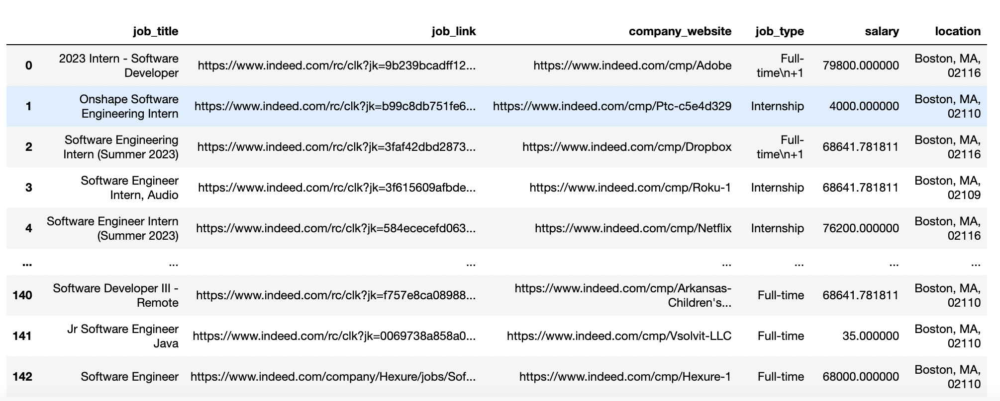 job_title job_link company_website job_type salary location
0 2023 Intern - Software Developer https://www.indeed.com/rc/clk?jk=9b239bcadff12... https://www.indeed.com/cmp/Adobe Full-time\n+1 79800.000000 Boston, MA, 02116
1 Onshape Software Engineering Intern https://www.indeed.com/rc/clk?jk=b99c8db751fe6... https://www.indeed.com/cmp/Ptc-c5e4d329 Internship 4000.000000 Boston, MA, 02110
2 Software Engineering Intern (Summer 2023) https://www.indeed.com/rc/clk?jk=3faf42dbd2873... https://www.indeed.com/cmp/Dropbox Full-time\n+1 68641.781811 Boston, MA, 02116
3 Software Engineer Intern, Audio https://www.indeed.com/rc/clk?jk=3f615609afbde... https://www.indeed.com/cmp/Roku-1 Internship 68641.781811 Boston, MA, 02109
4 Software Engineer Intern (Summer 2023) https://www.indeed.com/rc/clk?jk=584ececefd063... https://www.indeed.com/cmp/Netflix Internship 76200.000000 Boston, MA, 02116
... ... ... ... ... ... ...
140 Software Developer III - Remote https://www.indeed.com/rc/clk?jk=f757e8ca08988... https://www.indeed.com/cmp/Arkansas-Children's... Full-time 68641.781811 Boston, MA, 02110
141 Jr Software Engineer Java https://www.indeed.com/rc/clk?jk=0069738a858a0... https://www.indeed.com/cmp/Vsolvit-LLC Full-time 35.000000 Boston, MA, 02110
142 Software Engineer https://www.indeed.com/company/Hexure/jobs/Sof... https://www.indeed.com/cmp/Hexure-1 Full-time 68000.000000 Boston, MA, 02110